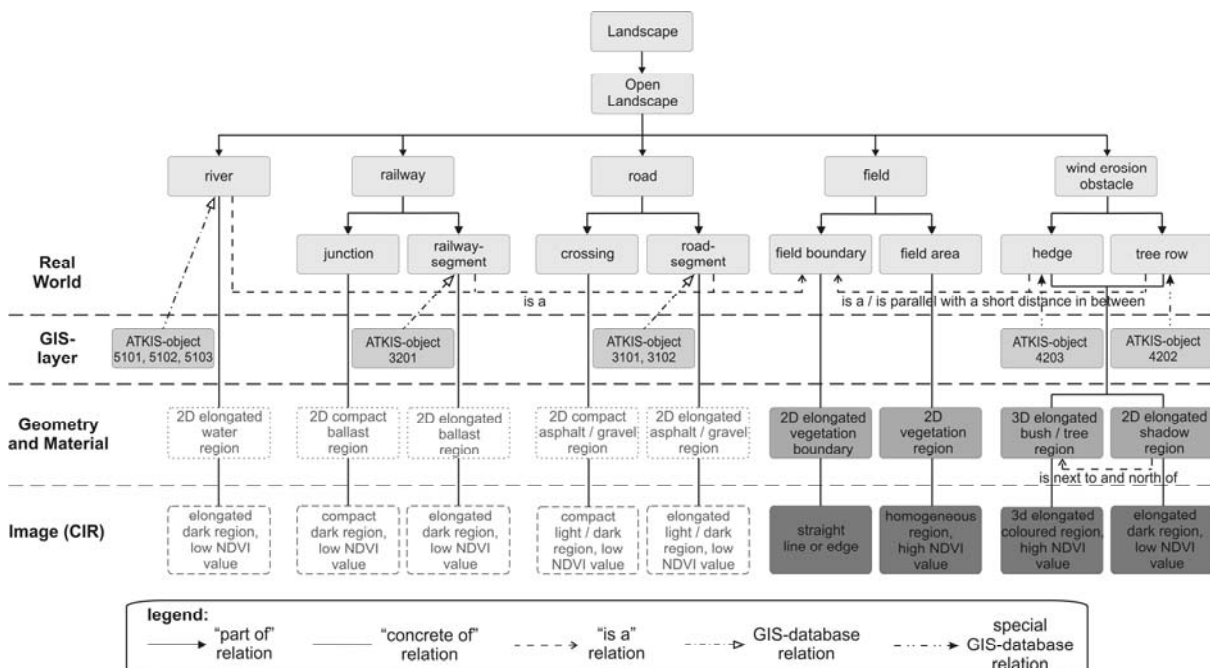 Landscape
Open
Landscape
river
railway
road
field
wind erosion
obstacle
junction
railway-
segment
crossing
road-
segment
field boundary
field area
hedge
tree row
Real
World
is a
is a / is parallel with a short distance in between
GIS-
layer
ATKIS-object
5101, 5102, 5103
ATKIS-object
3201
ATKIS-object
3101, 3102
ATKIS-object
4203
ATKIS-object
4202
Geometry
and Material
2D elongated
water
region
2D compact
ballast
region
2D elongated
ballast
region
2D compact
asphalt / gravel
region
2D elongated
asphalt / gravel
region
2D elongated
vegetation
boundary
2D
vegetation
region
3D elongated
bush / tree
region
2D elongated
shadow
region
is next to and north of
Image (CIR)
elongated
dark region,
low NDVI
value
compact
dark region,
low NDVI
value
elongated
dark region,
low NDVI
value
compact
light / dark
region, low
NDVI value
elongated
light / dark
region, low
NDVI value
straight
line or edge
homogeneous
region,
high NDVI
value
3d elongated
coloured region,
high NDVI
value
elongated
dark region,
low NDVI
value
legend:
"part of"
relation
"concrete of"
relation
"is a"
relation
GIS-database
relation
special
GIS-database
relation